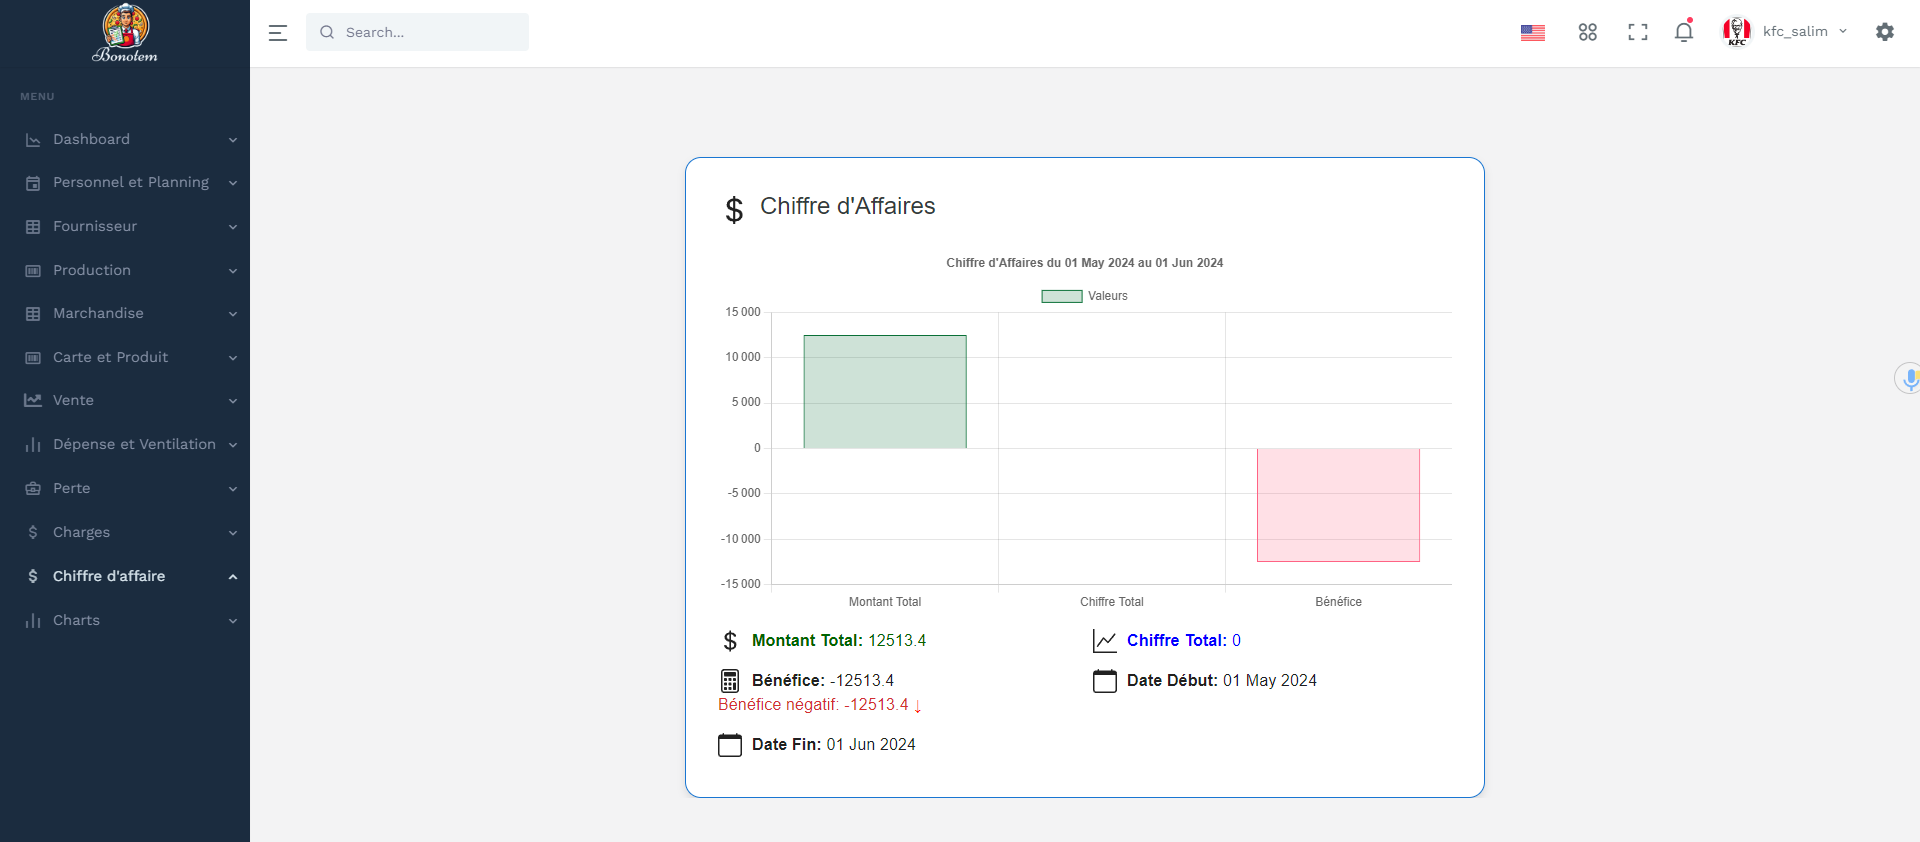 Bonotem
Search...
KFC
kfc_salim
MENU
Dashboard
Personnel et Planning
Fournisseur
Production
Marchandise
Carte et Produit
Vente
Dépense et Ventilation
Perte
Charges
Chiffre d'affaire
Charts
Chiffre d'Affaires
Chiffre d'Affaires du 01 May 2024 au 01 Jun 2024
Valeurs
15 000
10 000
5 000
0
-5 000
-10 000
-15 000
Montant Total
Chiffre Total
Bénéfice
Montant Total: 12513.4
Chiffre Total: 0
Bénéfice: -12513.4
Bénéfice négatif: -12513.4 ↓
Date Début: 01 May 2024
Date Fin: 01 Jun 2024